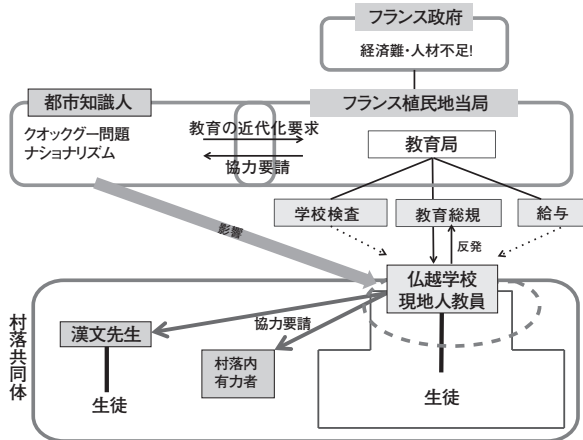 フランス政府
経済難・人材不足!
都市知識人
クオックグー問題
ナショナリズム
教育の近代化要求
協力要請
フランス植民地当局
教育局
学校検査
教育総規
給与
反発
影響
仏越学校
現地人教員
村落共同体
漢文先生
生徒
協力要請
村落内
有力者
生徒